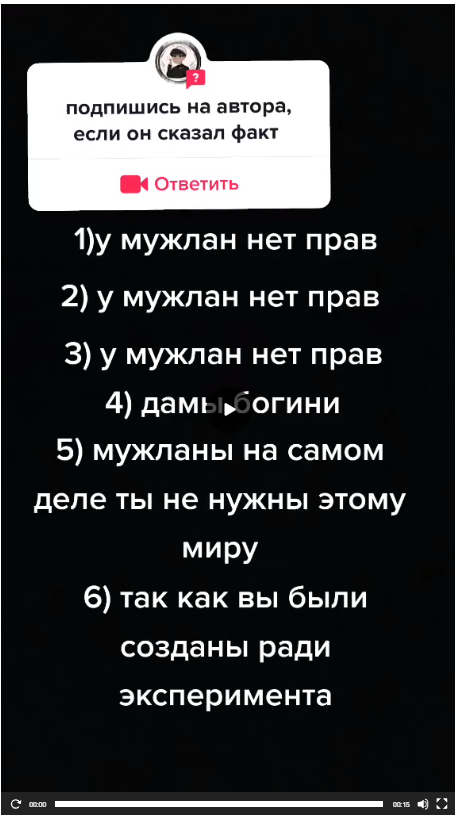 ?
подпишись на автора,
если он сказал факт
Ответить
1)у мужлан нет прав
2) у мужлан нет прав
3) у мужлан нет прав
4) дамы богини
5) мужланы на самом
деле ты не нужны этому
миру
6) так как вы были
созданы ради
эксперимента
00:00
00:15